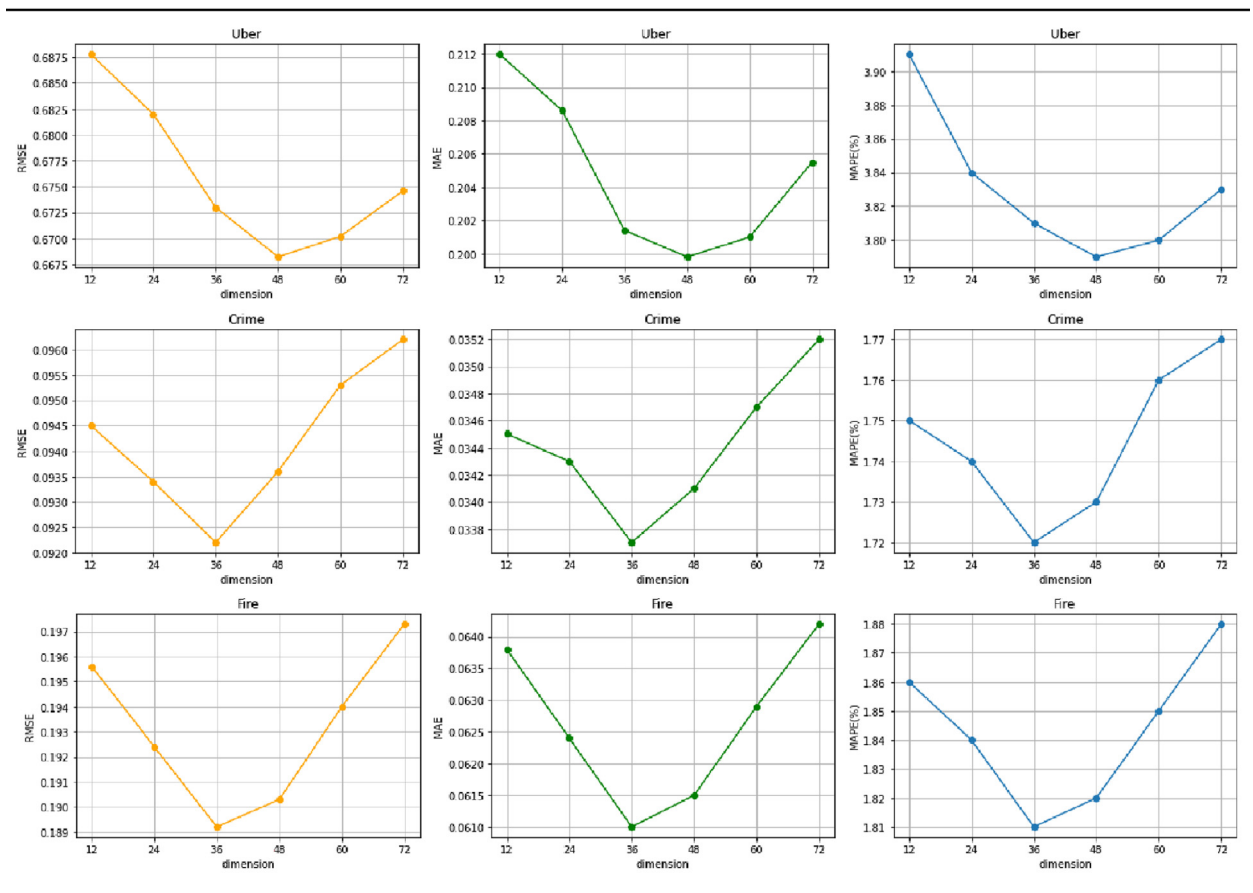 Uber
0.6875
0.6850
0.6825
0.6800
0.6775
0.6750
0.6725
0.6700
0.6675
RMSE
12 24 36 48 60 72
dimension
Uber
0.212
0.210
0.208
0.206
0.204
0.202
0.200
MAE
12 24 36 48 60 72
dimension
Uber
3.90
3.88
3.86
3.84
3.82
3.80
MAPE(%)
12 24 36 48 60 72
dimension
Crime
0.0960
0.0955
0.0950
0.0945
0.0940
0.0935
0.0930
0.0925
0.0920
RMSE
12 24 36 48 60 72
dimension
Crime
0.0352
0.0350
0.0348
0.0346
0.0344
0.0342
0.0340
0.0338
MAE
12 24 36 48 60 72
dimension
Crime
1.77
1.76
1.75
1.74
1.73
1.72
MAPE(%)
12 24 36 48 60 72
dimension
Fire
0.197
0.196
0.195
0.194
0.193
0.192
0.191
0.190
0.189
RMSE
12 24 36 48 60 72
dimension
Fire
0.0640
0.0635
0.0630
0.0625
0.0620
0.0615
0.0610
MAE
12 24 36 48 60 72
dimension
Fire
1.88
1.87
1.86
1.85
1.84
1.83
1.82
1.81
MAPE(%)
12 24 36 48 60 72
dimension